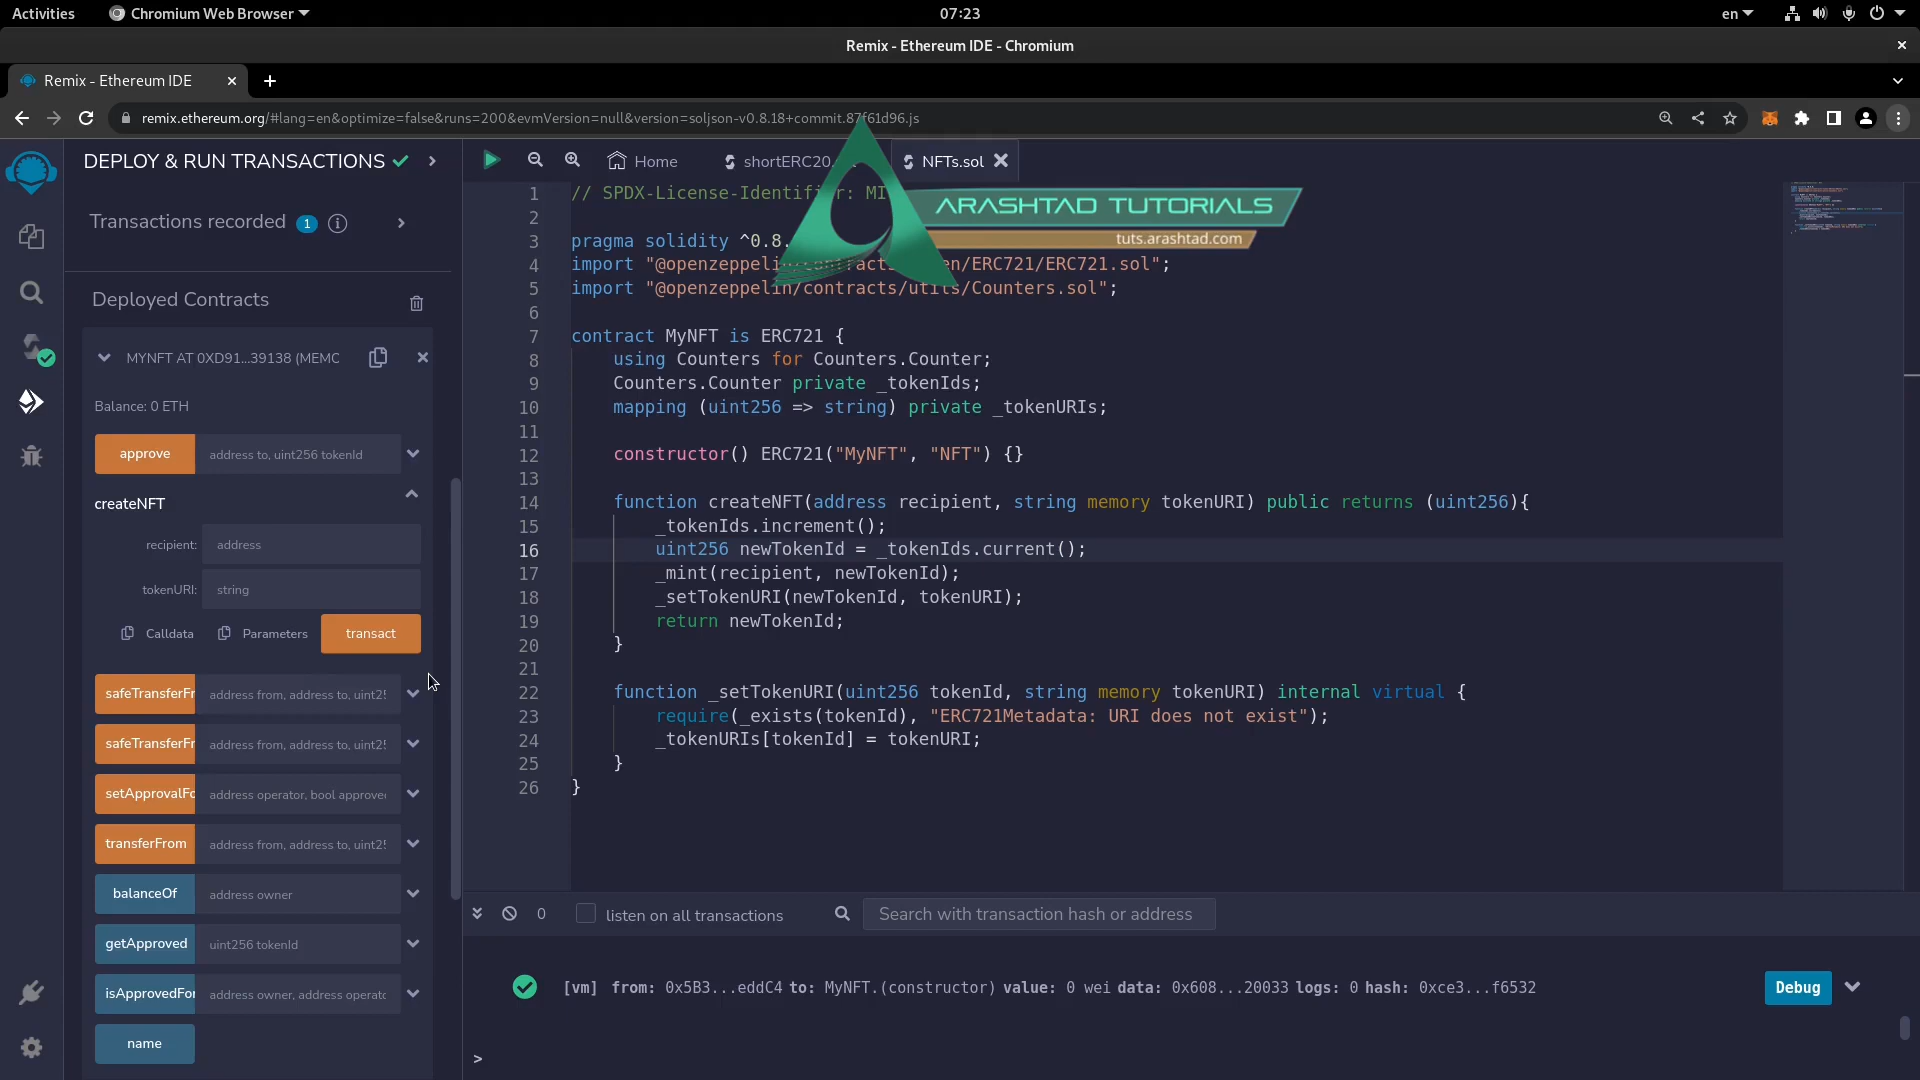 Activities
Chromium Web Browser
07:23
en
Remix - Ethereum IDE - Chromium
Remix - Ethereum IDE
remix.ethereum.org/#lang=en&optimize=false&runs=200&evmVersion=null&version=soljson-v0.8.18+commit.87f61d96.js
DEPLOY & RUN TRANSACTIONS
Transactions recorded 1
Deployed Contracts
MYNFT AT 0XD91...39138 (MEMC
Balance: 0 ETH
approve address to, uint256 tokenId
createNFT
recipient: address
tokenURI: string
Calldata Parameters transact
safeTransferFr address from, address to, uint25
safeTransferFr address from, address to, uint25
setApprovalFo address operator, bool approved
transferFrom address from, address to, uint25
balanceOf address owner
getApproved uint256 tokenId
isApprovedFor address owner, address operato
name
Home shortERC20. NFTs.sol
ARASHTAD TUTORIALS
tuts.arashtad.com
1 // SPDX-License-Identifier: MI
2
3 pragma solidity ^0.8.
4 import "@openzeppelin/contracts en/ERC721/ERC721.sol";
5 import "@openzeppelin/contracts/utils/Counters.sol";
6
7 contract MyNFT is ERC721 {
8 using Counters for Counters.Counter;
9 Counters.Counter private _tokenIds;
10 mapping (uint256 => string) private _tokenURIs;
11
12 constructor() ERC721("MyNFT", "NFT") {}
13
14 function createNFT(address recipient, string memory tokenURI) public returns (uint256){
15 _tokenIds.increment();
16 uint256 newTokenId = _tokenIds.current();
17 _mint(recipient, newTokenId);
18 _setTokenURI(newTokenId, tokenURI);
19 return newTokenId;
20 }
21
22 function _setTokenURI(uint256 tokenId, string memory tokenURI) internal virtual {
23 require(_exists(tokenId), "ERC721Metadata: URI does not exist");
24 _tokenURIs[tokenId] = tokenURI;
25 }
26 }
0 listen on all transactions Search with transaction hash or address
[vm] from: 0x5B3...eddC4 to: MyNFT.(constructor) value: 0 wei data: 0x608...20033 logs: 0 hash: 0xce3...f6532
Debug
>